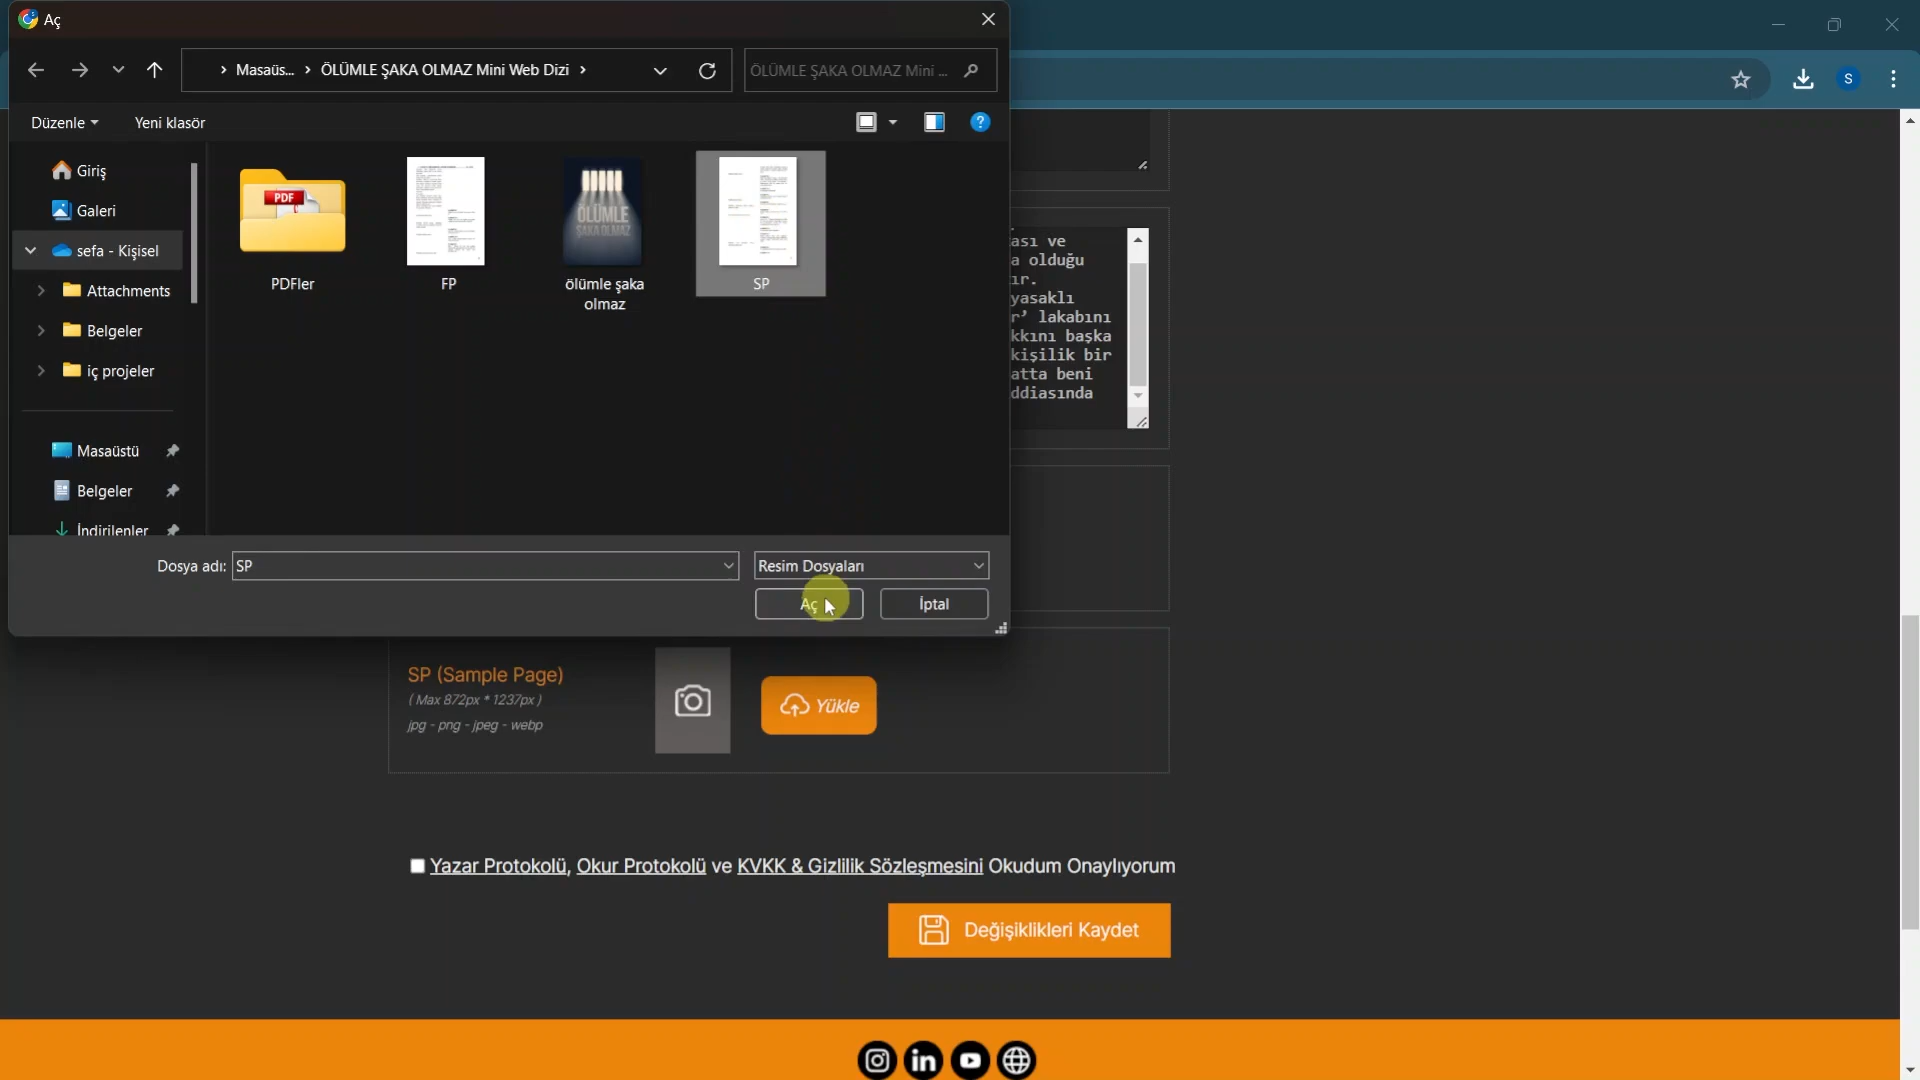 Aç
Masaüs... › ÖLÜMLE ŞAKA OLMAZ Mini Web Dizi ›
ÖLÜMLE ŞAKA OLMAZ Mini ...
S
Düzenle
Yeni klasör
Giriş
Galeri
sefa - Kişisel
Attachments
Belgeler
iç projeler
Masaüstü
Belgeler
İndirilenler
PDF
PDFler
FP
ÖLÜMLE
ŞAKA OLMAZ
ölümle şaka
olmaz
SP
ası ve
a olduğu
ır.
yasaklı
r’ lakabını
kkını başka
kişilik bir
atta beni
ddiasında
Dosya adı: SP
Resim Dosyaları
Aç
İptal
SP (Sample Page)
( Max 872px * 1237px )
jpg - png - jpeg - webp
Yükle
Yazar Protokolü, Okur Protokolü ve KVKK & Gizlilik Sözleşmesini Okudum Onaylıyorum
Değişiklikleri Kaydet
in